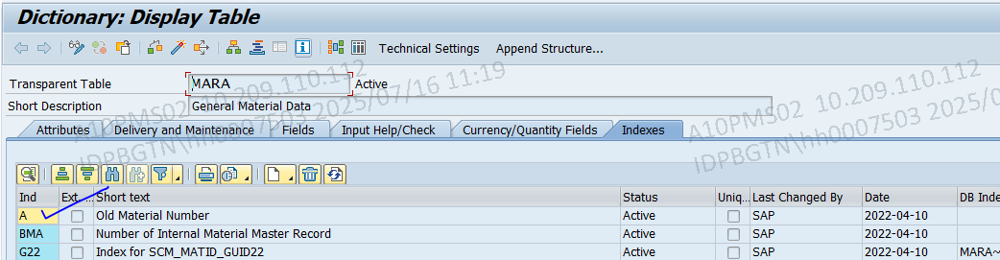 Dictionary: Display Table
Technical Settings Append Structure...
Transparent Table MARA Active
Short Description General Material Data
Attributes Delivery and Maintenance Fields Input Help/Check Currency/Quantity Fields Indexes
Ind Ext. ... Short text Status Uniq... Last Changed By Date DB Inde
A Old Material Number Active SAP 2022-04-10
BMA Number of Internal Material Master Record Active SAP 2022-04-10
G22 Index for SCM_MATID_GUID22 Active SAP 2022-04-10 MARA~
A10PMS02 10.209.110.112
IDPBGTN\hh0007503 2025/07/16 11:19
A10PMS02 10.209.110.112
IDPBGTN\hh0007503 2025/0